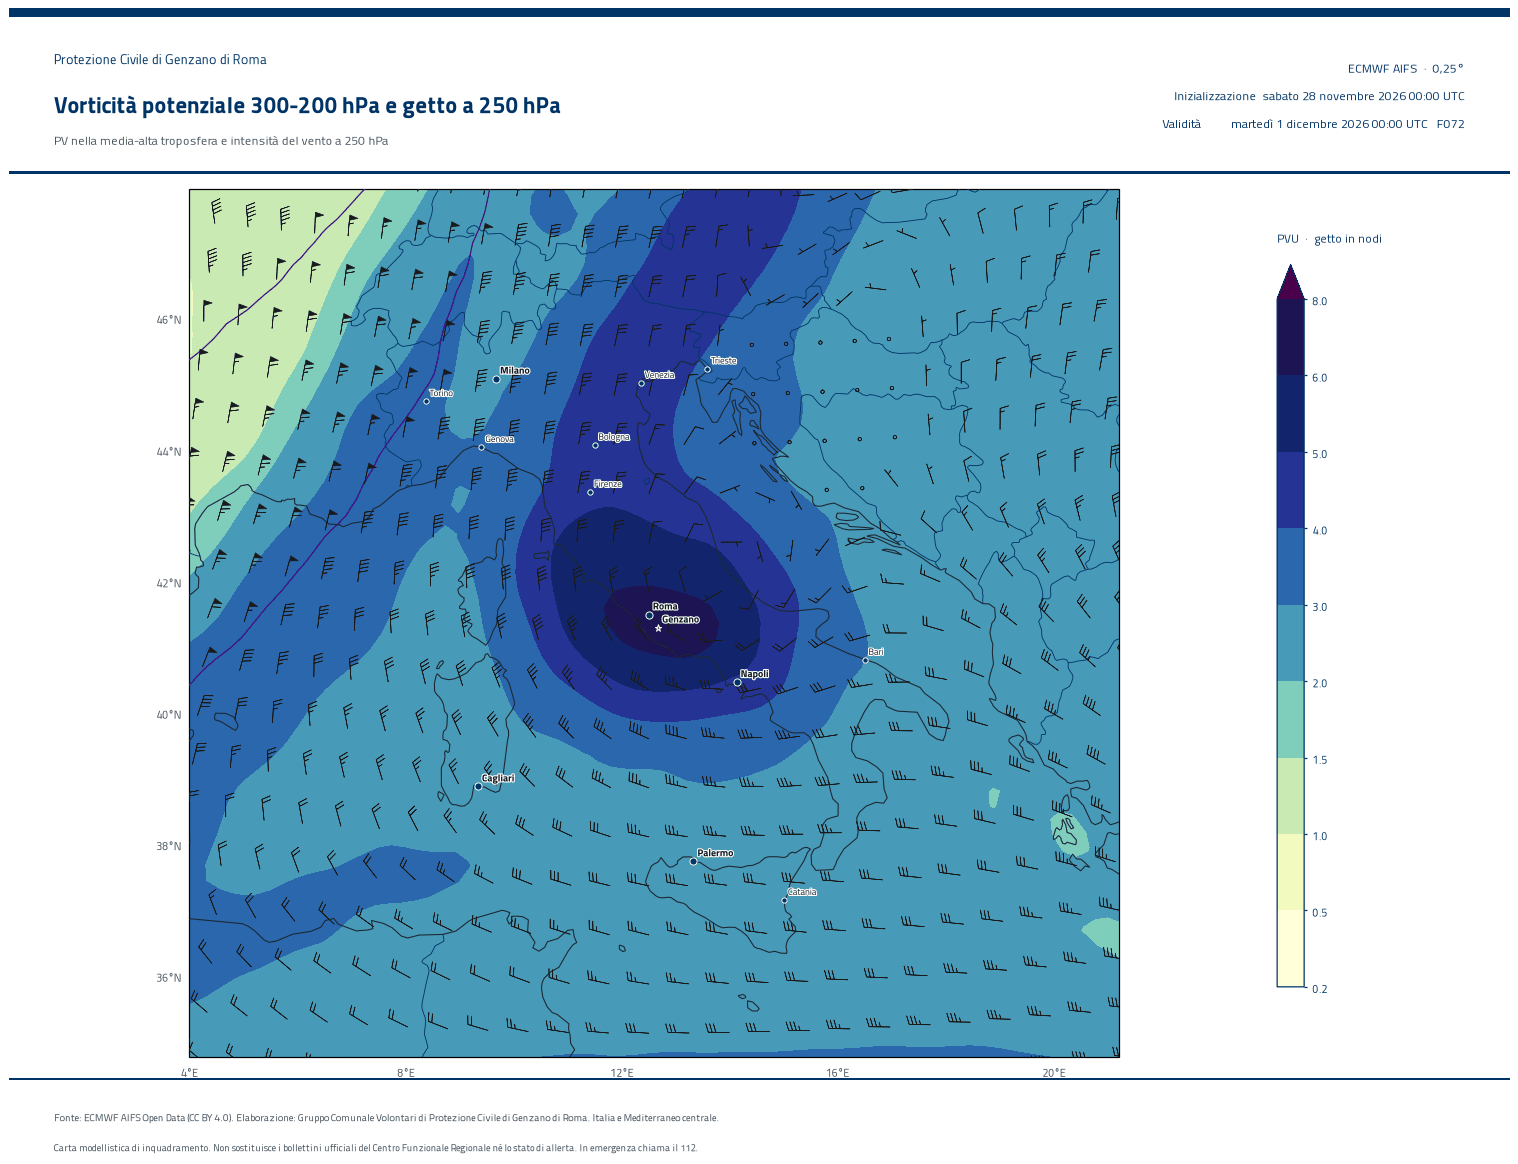 Protezione Civile di Genzano di Roma
Vorticità potenziale 300-200 hPa e getto a 250 hPa
PV nella media-alta troposfera e intensità del vento a 250 hPa
ECMWF AIFS · 0,25°
Inizializzazione sabato 28 novembre 2026 00:00 UTC
Validità martedì 1 dicembre 2026 00:00 UTC F072
PVU · getto in nodi
8.0
6.0
5.0
4.0
3.0
2.0
1.5
1.0
0.5
0.2
46°N
44°N
42°N
40°N
38°N
36°N
4°E
8°E
12°E
16°E
20°E
Trieste
Milano
Venezia
Torino
Genova
Bologna
Firenze
Roma
Genzano
Bari
Napoli
Cagliari
Palermo
Catania
Fonte: ECMWF AIFS Open Data (CC BY 4.0). Elaborazione: Gruppo Comunale Volontari di Protezione Civile di Genzano di Roma. Italia e Mediterraneo centrale.
Carta modellistica di inquadramento. Non sostituisce i bollettini ufficiali del Centro Funzionale Regionale né lo stato di allerta. In emergenza chiama il 112.